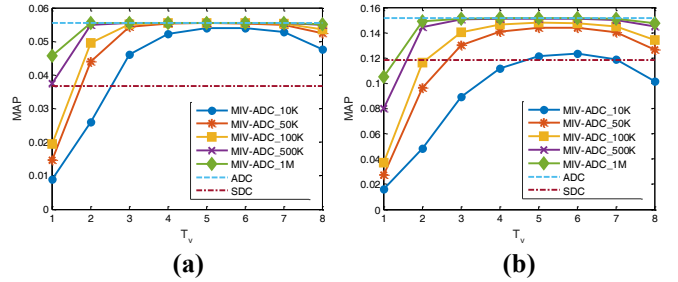 0.06
0.05
0.04
0.03
0.02
0.01
0
MAP
1 2 3 4 5 6 7 8
T_v
MIV-ADC_10K
MIV-ADC_50K
MIV-ADC_100K
MIV-ADC_500K
MIV-ADC_1M
ADC
SDC
(a)
0.16
0.14
0.12
0.1
0.08
0.06
0.04
0.02
0
MAP
1 2 3 4 5 6 7 8
T_v
MIV-ADC_10K
MIV-ADC_50K
MIV-ADC_100K
MIV-ADC_500K
MIV-ADC_1M
ADC
SDC
(b)